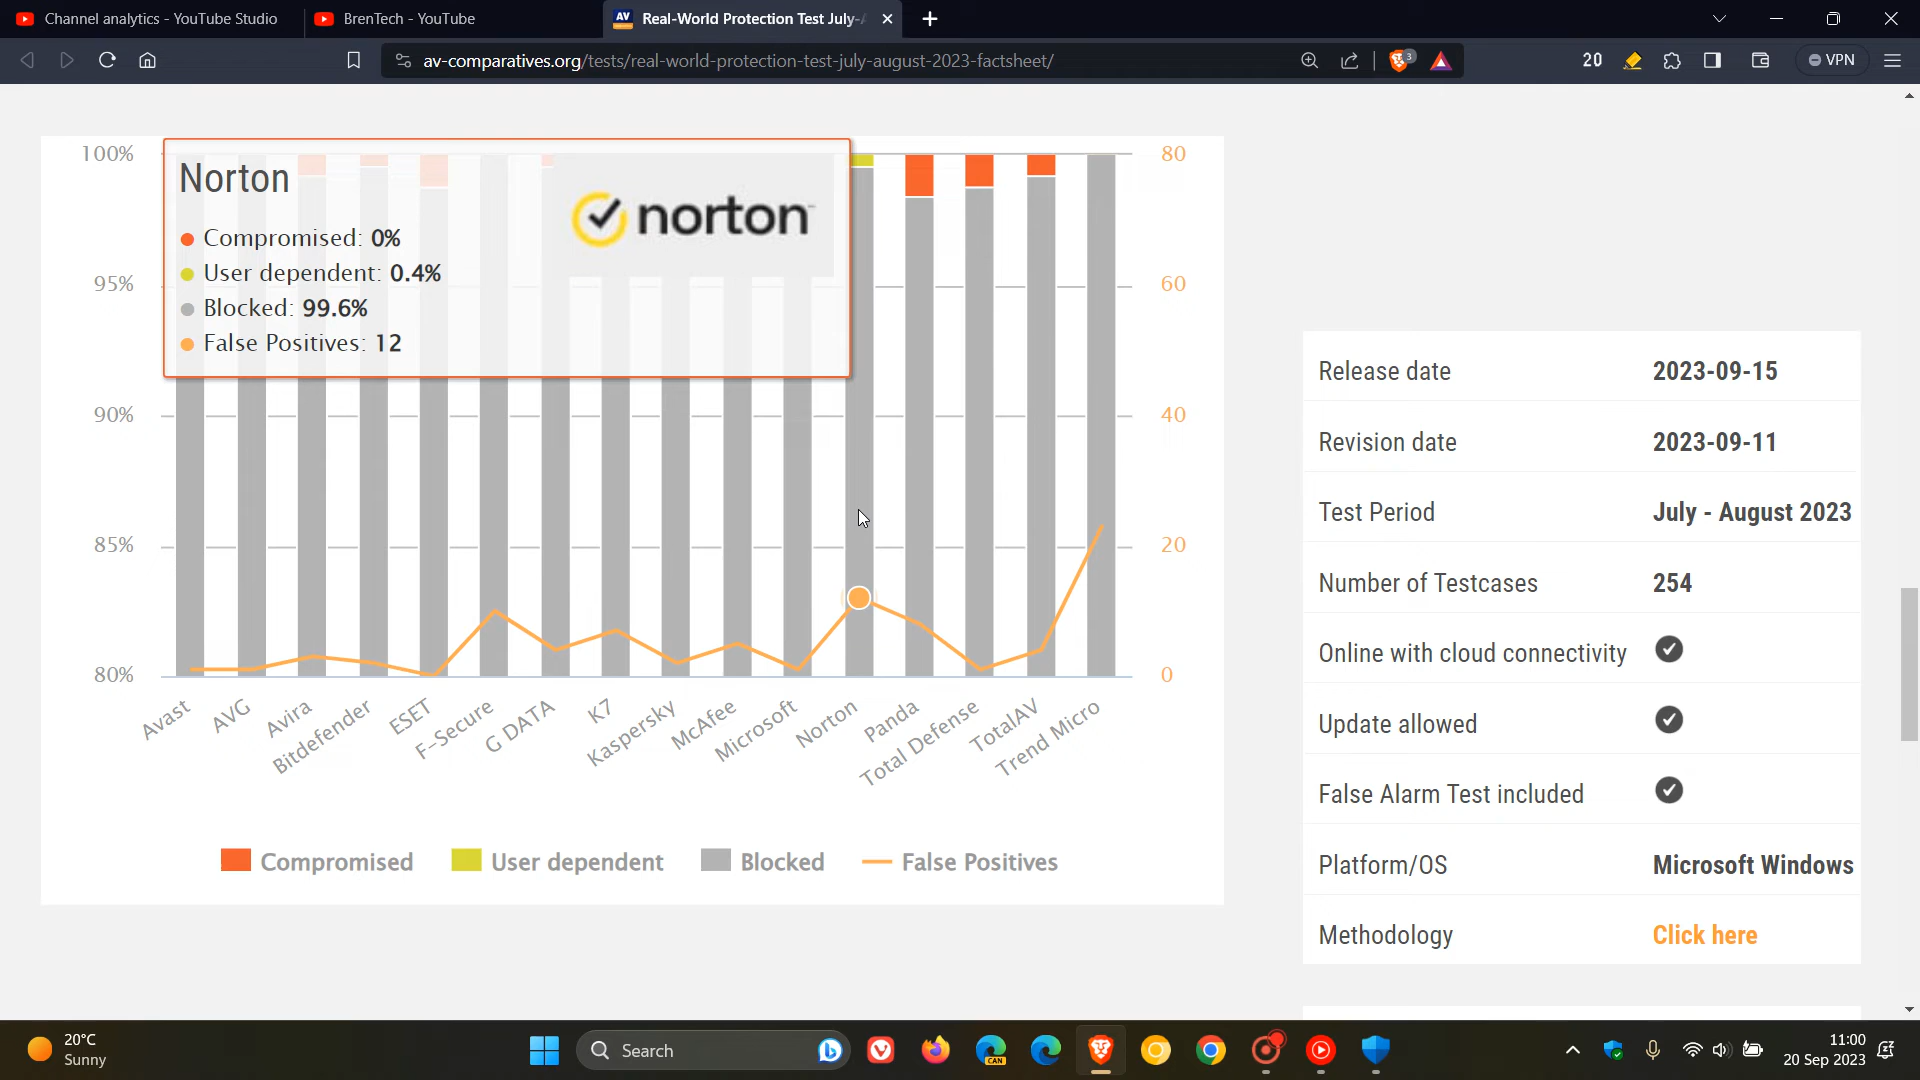 Channel analytics - YouTube Studio
BrenTech - YouTube
AV
Real-World Protection Test July-A
av-comparatives.org/tests/real-world-protection-test-july-august-2023-factsheet/
3
20
VPN
100%
95%
90%
85%
80%
80
60
40
20
0
Norton
norton
Compromised: 0%
User dependent: 0.4%
Blocked: 99.6%
False Positives: 12
Avast
AVG
Avira
Bitdefender
ESET
F-Secure
G DATA
K7
Kaspersky
McAfee
Microsoft
Norton
Panda
Total Defense
TotalAV
Trend Micro
Compromised
User dependent
Blocked
False Positives
Release date 2023-09-15
Revision date 2023-09-11
Test Period July - August 2023
Number of Testcases 254
Online with cloud connectivity
Update allowed
False Alarm Test included
Platform/OS Microsoft Windows
Methodology Click here
20°C
Sunny
Search
CAN
11:00
20 Sep 2023